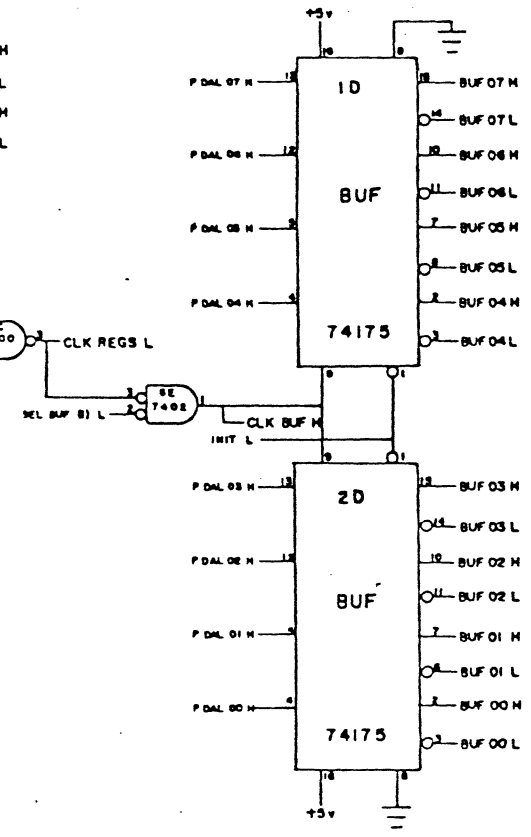 +5v
16 8
H
L
H
L
P DAL 07 H 13 1D 15 BUF 07 H
14 BUF 07 L
P DAL 06 H 12 10 BUF 06 H
BUF
11 BUF 06 L
P DAL 05 H 5 7 BUF 05 H
BUF 05 L
P DAL 04 H 4 2 BUF 04 H
74175
3 BUF 04 L
9 1
3 CLK REGS L
3 5E 1
SEL BUF L 2 7402
CLK BUF H
INIT L
9 1
P DAL 03 H 13 2D 15 BUF 03 H
14 BUF 03 L
P DAL 02 H 12 10 BUF 02 H
BUF
11 BUF 02 L
P DAL 01 H 5 7 BUF 01 H
6 BUF 01 L
P DAL 00 H 4 2 BUF 00 H
74175
3 BUF 00 L
16 8
+5v